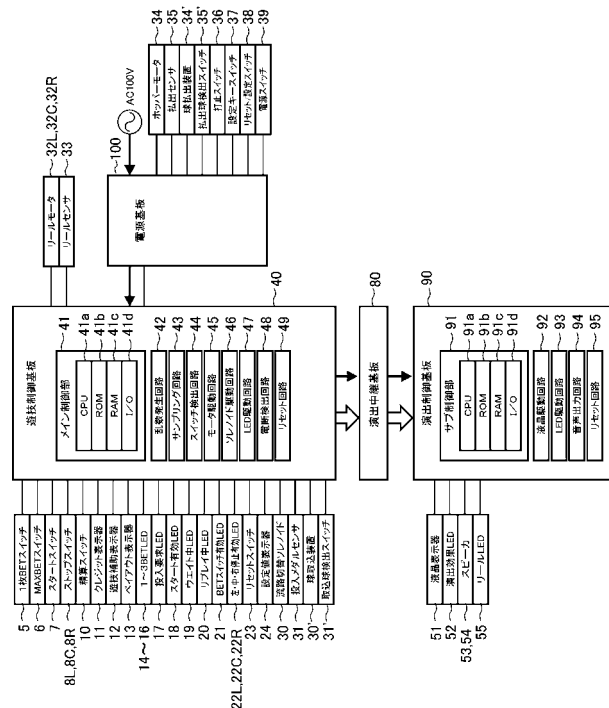 32L,32C,32R
リールモータ
33
リールセンサ
AC100V
100
電源基板
34
ホッパーモータ
35
払出センサ
34'
球払出装置
35'
払出球検出スイッチ
36
打止スイッチ
37
設定キースイッチ
38
リセット/設定スイッチ
39
電源スイッチ
40
遊技制御基板
41
メイン制御部
41a
CPU
41b
ROM
41c
RAM
41d
I/O
42
乱数発生回路
43
サンプリング回路
44
スイッチ検出回路
45
モータ駆動回路
46
ソレノイド駆動回路
47
LED駆動回路
48
電断検出回路
49
リセット回路
5
1枚BETスイッチ
6
MAXBETスイッチ
7
スタートスイッチ
8L,8C,8R
ストップスイッチ
10
精算スイッチ
11
クレジット表示器
12
遊技補助表示器
13
ペイアウト表示器
14～16
1～3BETLED
17
投入要求LED
18
スタート有効LED
19
ウエイト中LED
20
リプレイ中LED
21
BETスイッチ有効LED
22L,22C,22R
左・中・右停止有効LED
23
リセットスイッチ
24
設定値表示器
30
流路切替ソレノイド
31
投入メダルセンサ
30'
球取込装置
31'
取込球検出スイッチ
80
演出中継基板
90
演出制御基板
91
サブ制御部
91a
CPU
91b
ROM
91c
RAM
91d
I/O
92
液晶駆動回路
93
LED駆動回路
94
音声出力回路
95
リセット回路
51
液晶表示器
52
演出効果LED
53,54
スピーカ
55
リールLED